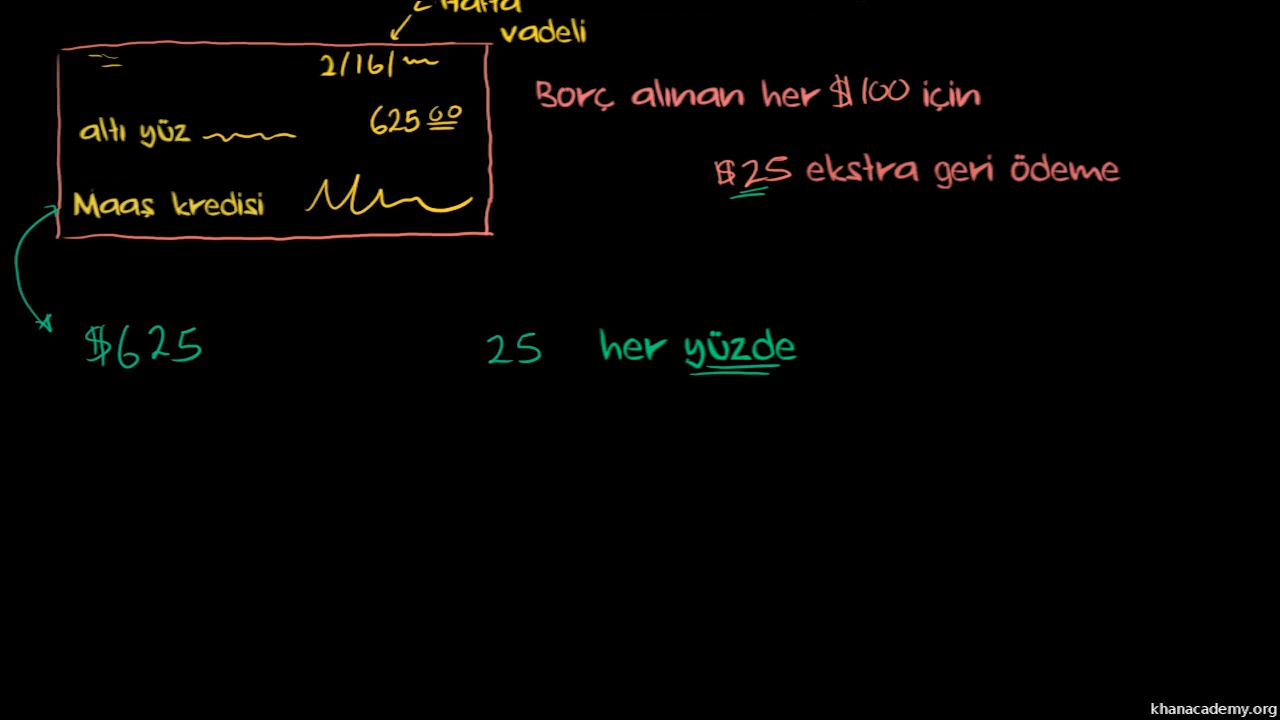 vadeli
2/16/
altı yüz
625 00
Maaş kredisi
Borç alınan her $100 için
$25 ekstra geri ödeme
$625
25 her yüzde
khanacademy.org